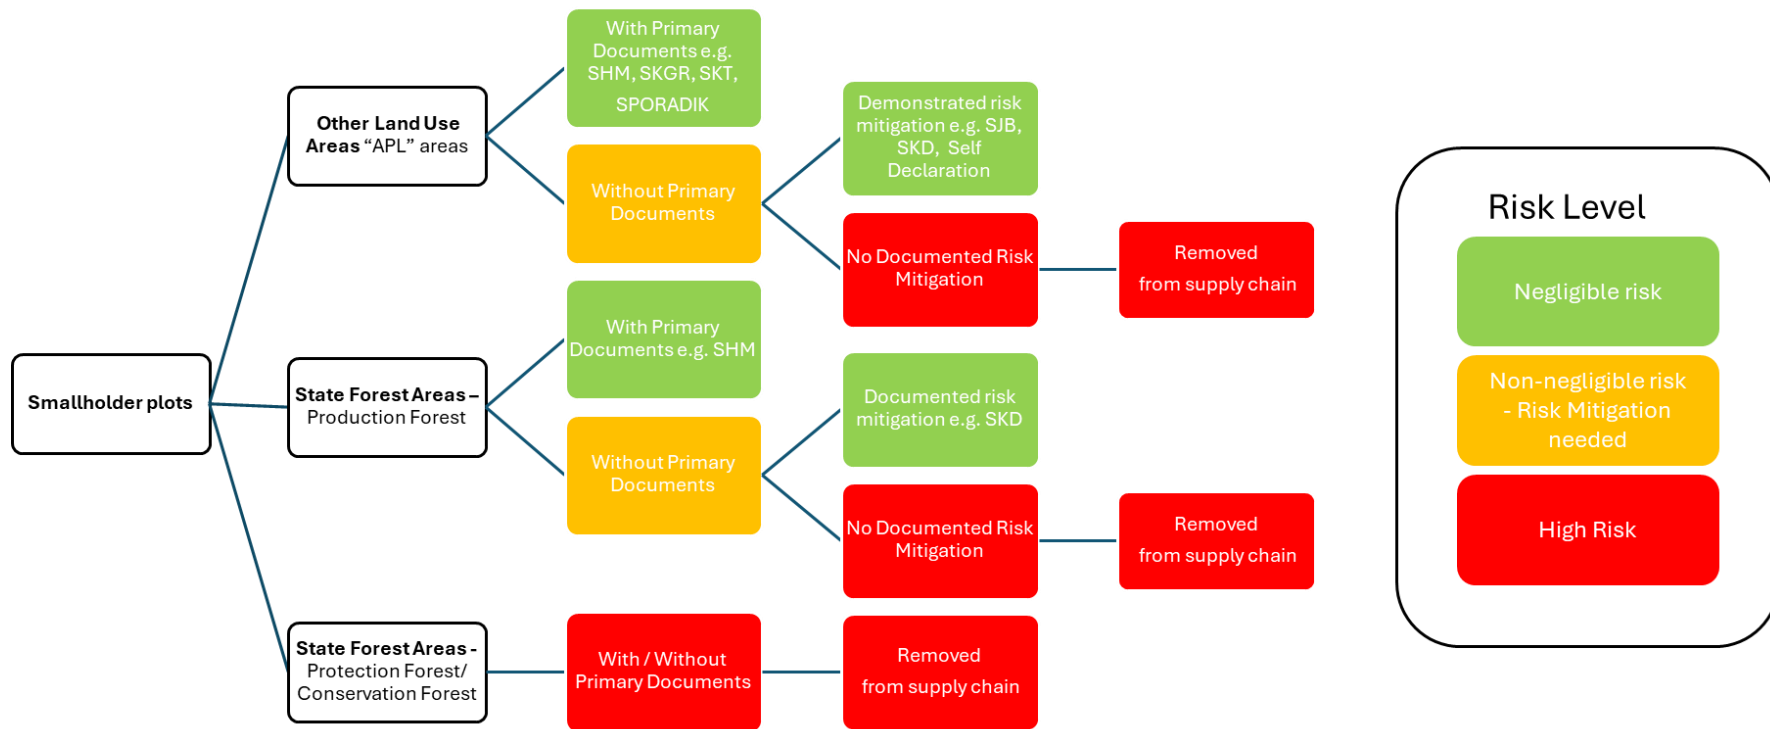 Smallholder plots
Other Land Use
Areas “APL” areas
With Primary
Documents e.g.
SHM, SKGR, SKT,
SPORADIK
Without Primary
Documents
Demonstrated risk
mitigation e.g. SJB,
SKD, Self
Declaration
No Documented Risk
Mitigation
Removed
from supply chain
State Forest Areas –
Production Forest
With Primary
Documents e.g. SHM
Without Primary
Documents
Documented risk
mitigation e.g. SKD
No Documented Risk
Mitigation
Removed
from supply chain
State Forest Areas -
Protection Forest/
Conservation Forest
With / Without
Primary Documents
Removed
from supply chain
Risk Level
Negligible risk
Non-negligible risk
- Risk Mitigation
needed
High Risk